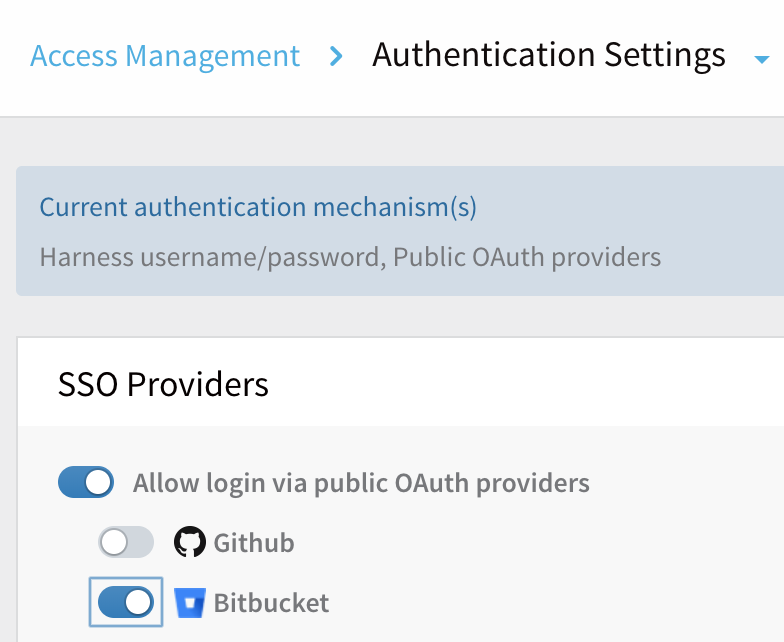 Access Management > Authentication Settings
Current authentication mechanism(s)
Harness username/password, Public OAuth providers
SSO Providers
Allow login via public OAuth providers
Github
Bitbucket